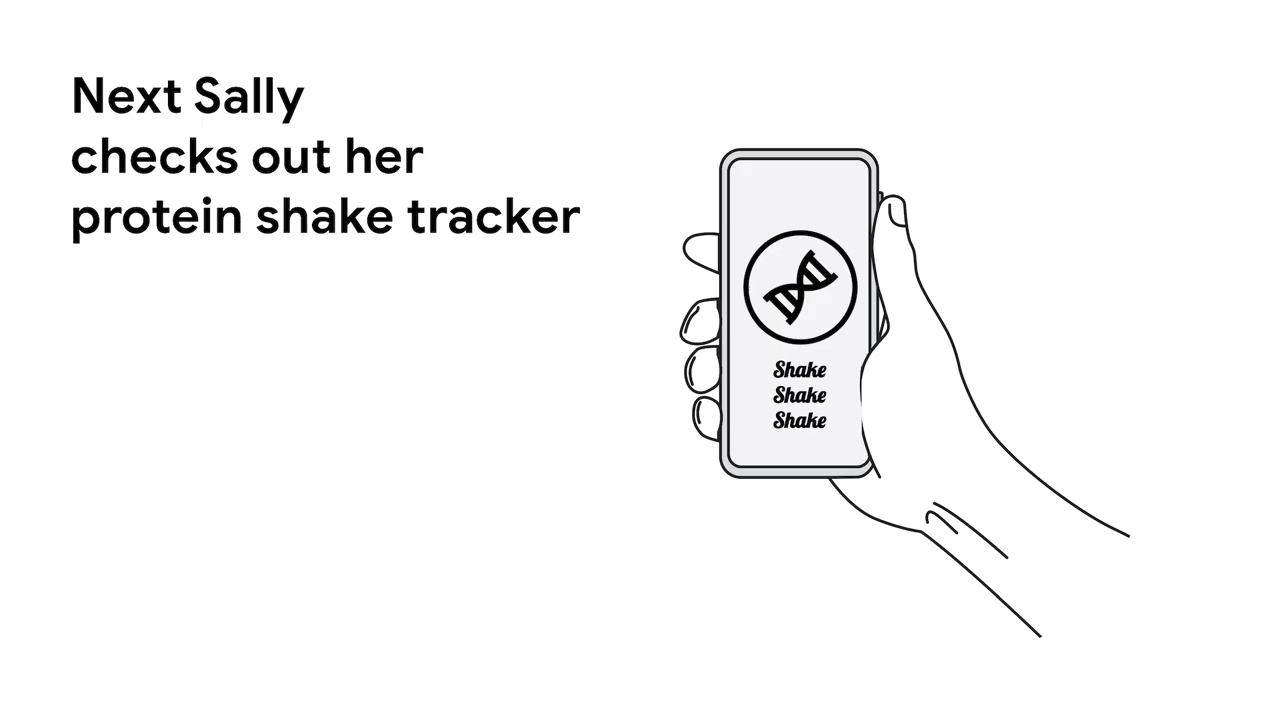 Next Sally
checks out her
protein shake tracker
Shake
Shake
Shake